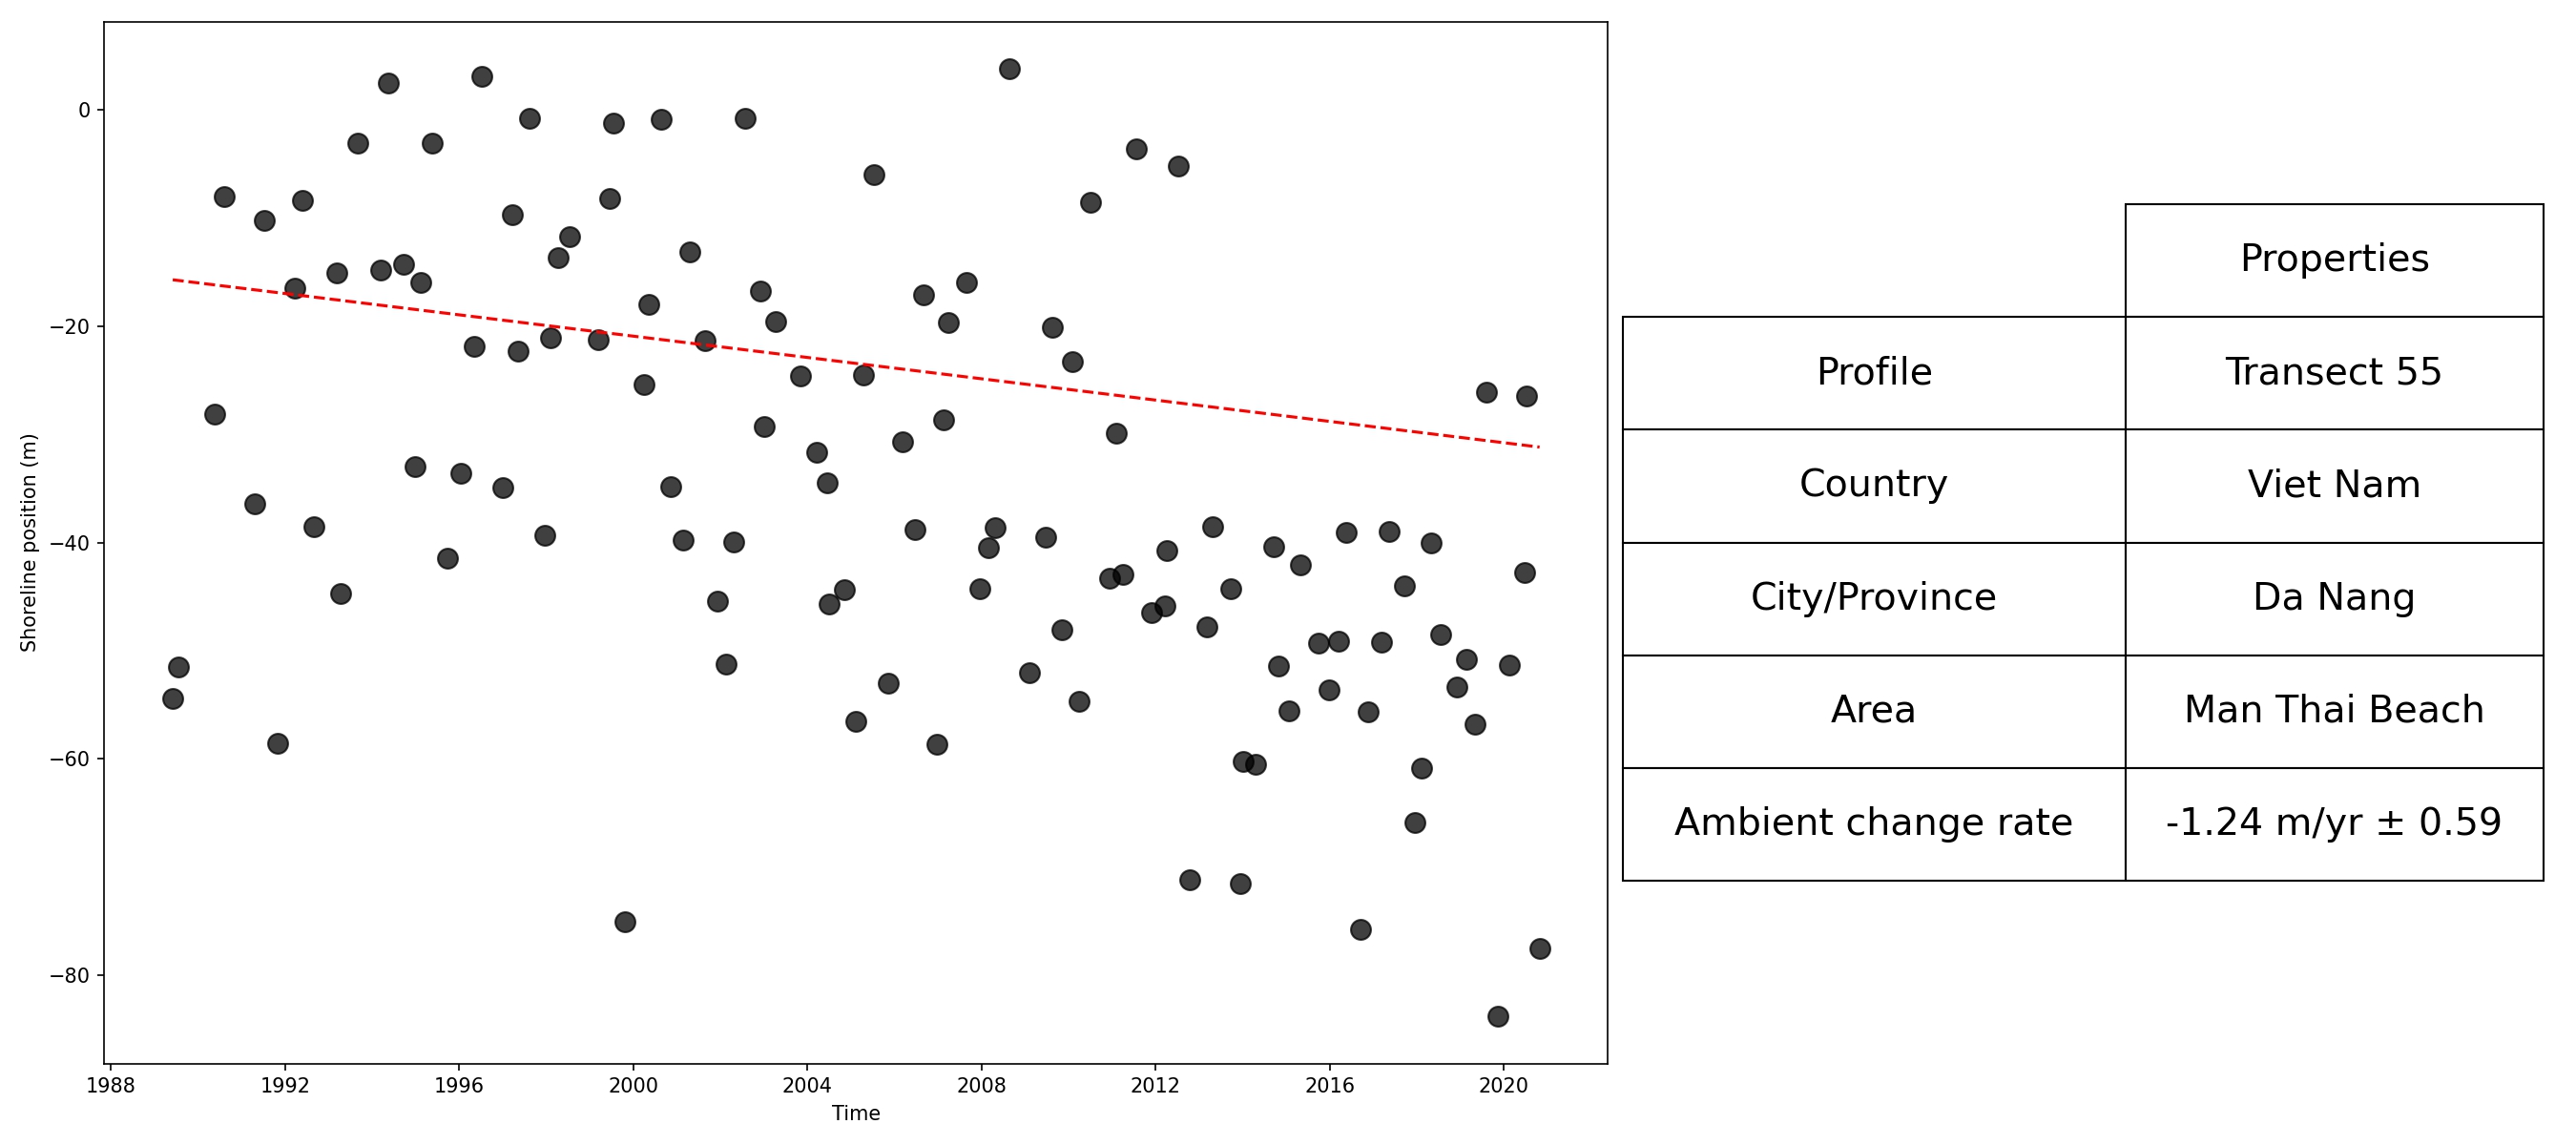 Shoreline position (m)
0
−20
−40
−60
−80
1988 1992 1996 2000 2004 2008 2012 2016 2020
Time
Properties
Profile Transect 55
Country Viet Nam
City/Province Da Nang
Area Man Thai Beach
Ambient change rate -1.24 m/yr ± 0.59